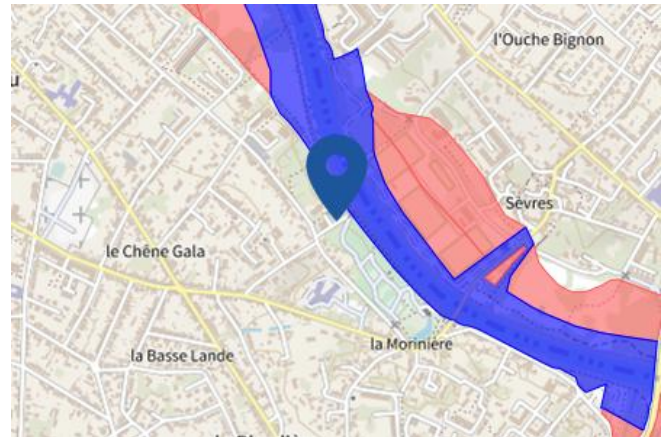 l'Ouche Bignon
u
Sèvres
le Chêne Gala
la Morinière
la Basse Lande